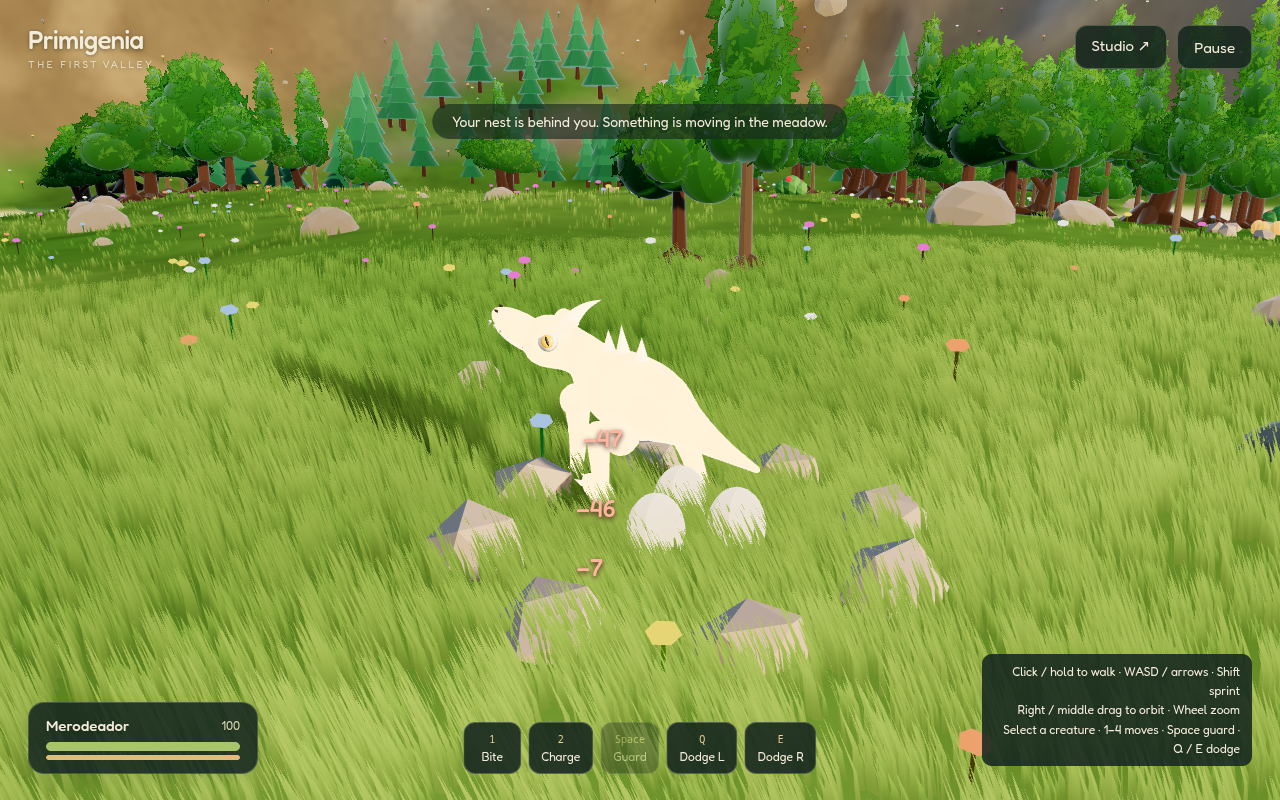 Primigenia
THE FIRST VALLEY
Studio ↗
Pause
Your nest is behind you. Something is moving in the meadow.
–47
–46
–7
Merodeador
100
1
Bite
2
Charge
Space
Guard
Q
Dodge L
E
Dodge R
Click / hold to walk · WASD / arrows · Shift
sprint
Right / middle drag to orbit · Wheel zoom
Select a creature · 1–4 moves · Space guard ·
Q / E dodge